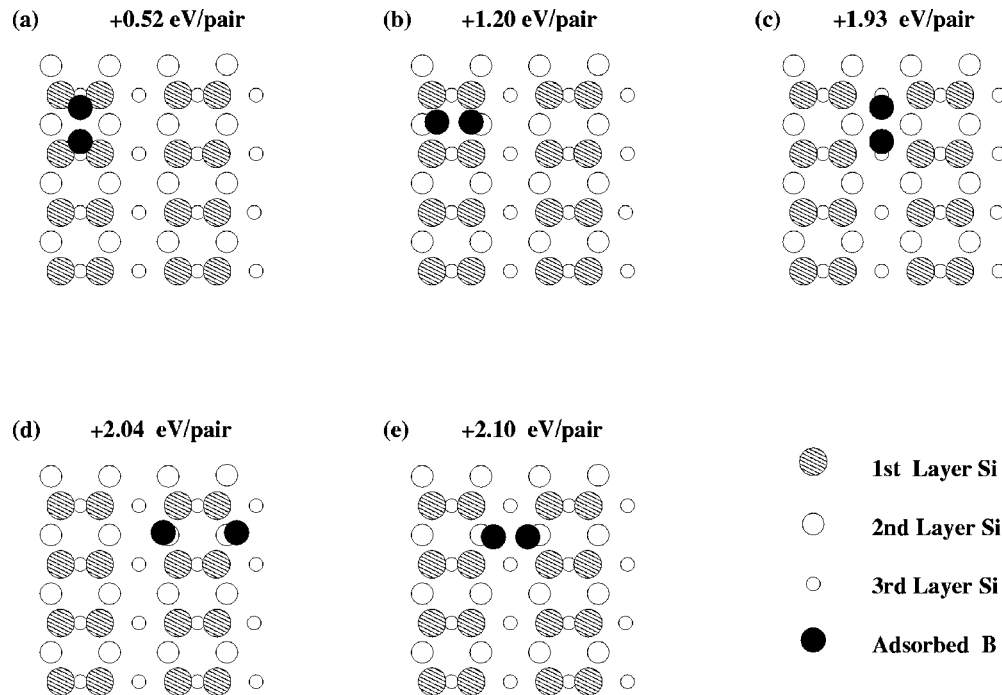 (a) +0.52 eV/pair
(b) +1.20 eV/pair
(c) +1.93 eV/pair
(d) +2.04 eV/pair
(e) +2.10 eV/pair
1st Layer Si
2nd Layer Si
3rd Layer Si
Adsorbed B